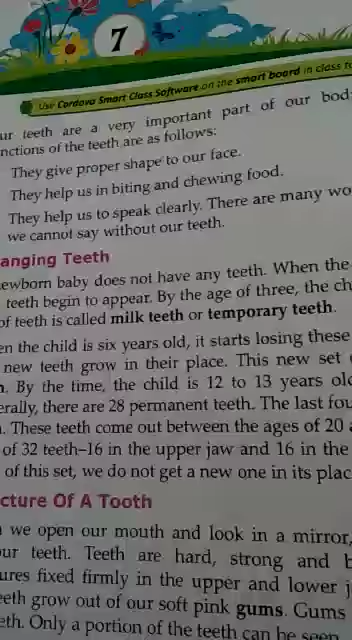 7
Use Cordova Smart Class Software on the smart board in class to
ur teeth are a very important part of our bod
nctions of the teeth are as follows:
They give proper shape to our face.
They help us in biting and chewing food.
They help us to speak clearly. There are many wo
we cannot say without our teeth.
anging Teeth
ewborn baby does not have any teeth. When the
teeth begin to appear. By the age of three, the ch
of teeth is called milk teeth or temporary teeth.
en the child is six years old, it starts losing these
new teeth grow in their place. This new set
. By the time, the child is 12 to 13 years old
erally, there are 28 permanent teeth. The last fou
. These teeth come out between the ages of 20
of 32 teeth–16 in the upper jaw and 16 in the
of this set, we do not get a new one in its plac
cture Of A Tooth
we open our mouth and look in a mirror,
ur teeth. Teeth are hard, strong and
ures fixed firmly in the upper and lower j
eeth grow out of our soft pink gums. Gums
eth. Only a portion of the teeth can be seen